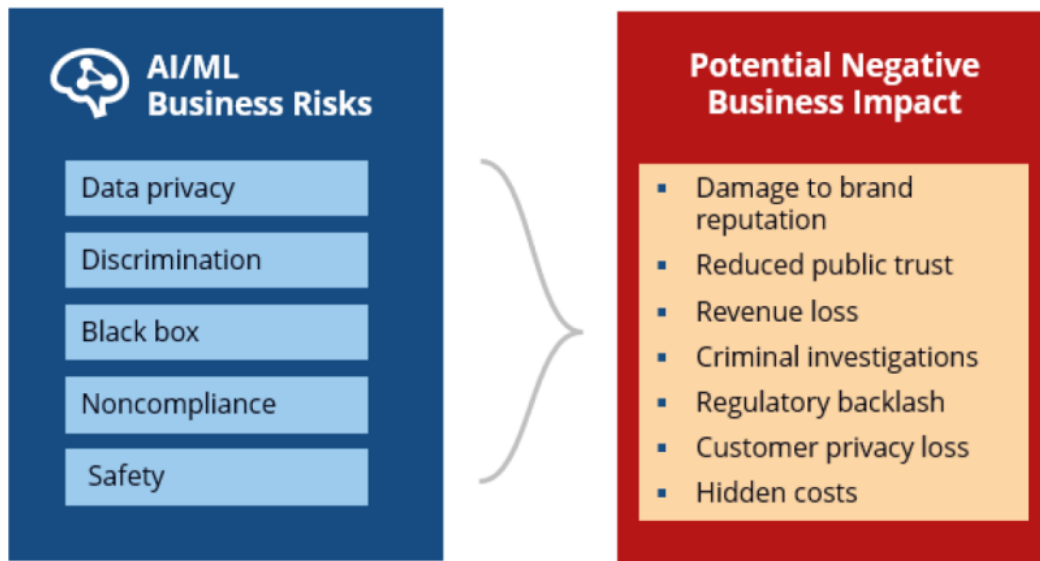 AI/ML
Business Risks
Data privacy
Discrimination
Black box
Noncompliance
Safety
Potential Negative
Business Impact
▪ Damage to brand
reputation
▪ Reduced public trust
▪ Revenue loss
▪ Criminal investigations
▪ Regulatory backlash
▪ Customer privacy loss
▪ Hidden costs